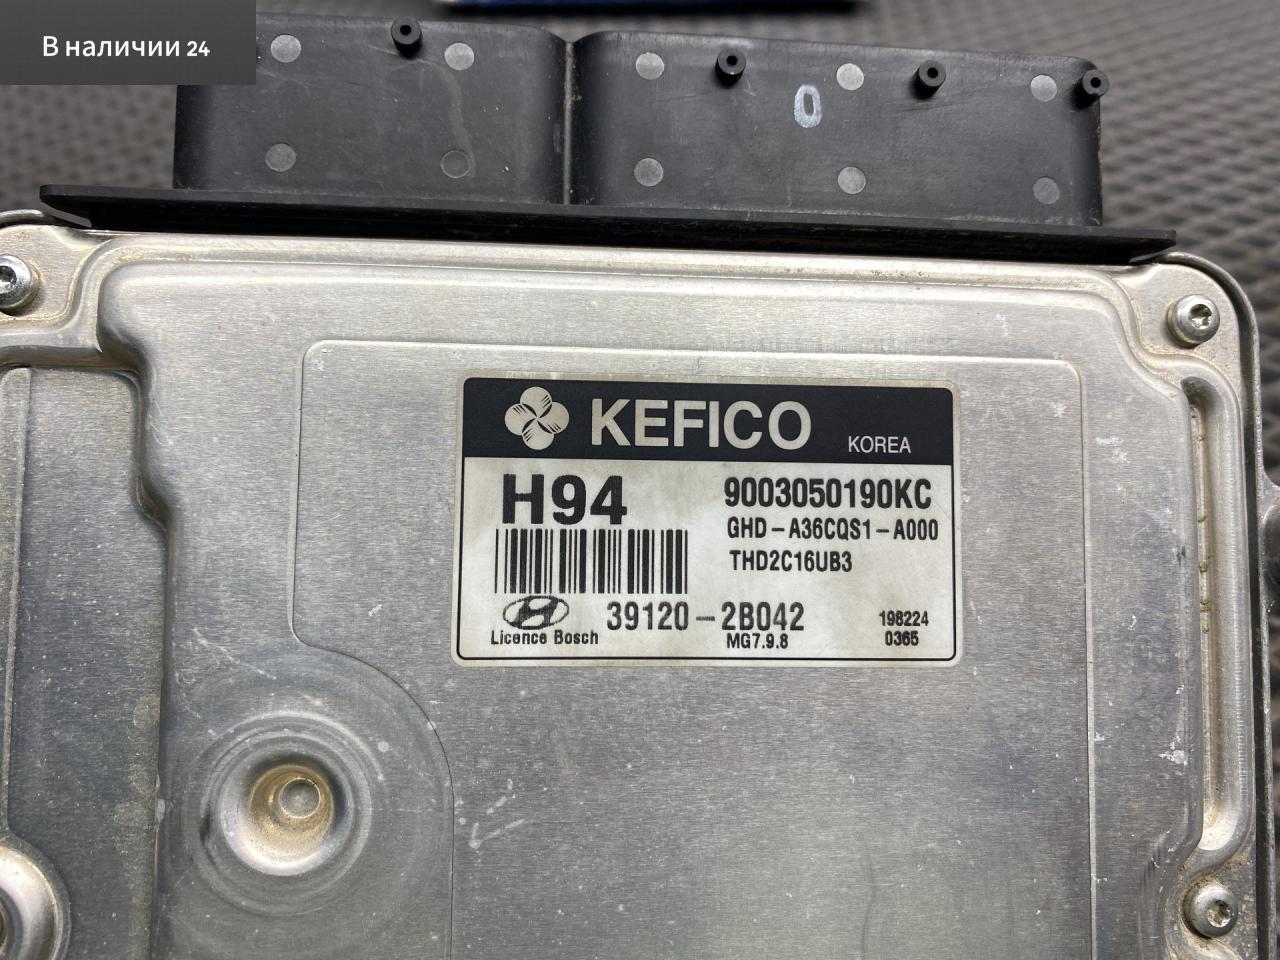 В наличии 24
0
KEFICO
KOREA
H94
9003050190KC
GHD-A36CQS1-A000
THD2C16UB3
39120-2B042
198224
Licence Bosch
MG7.9.8
0365